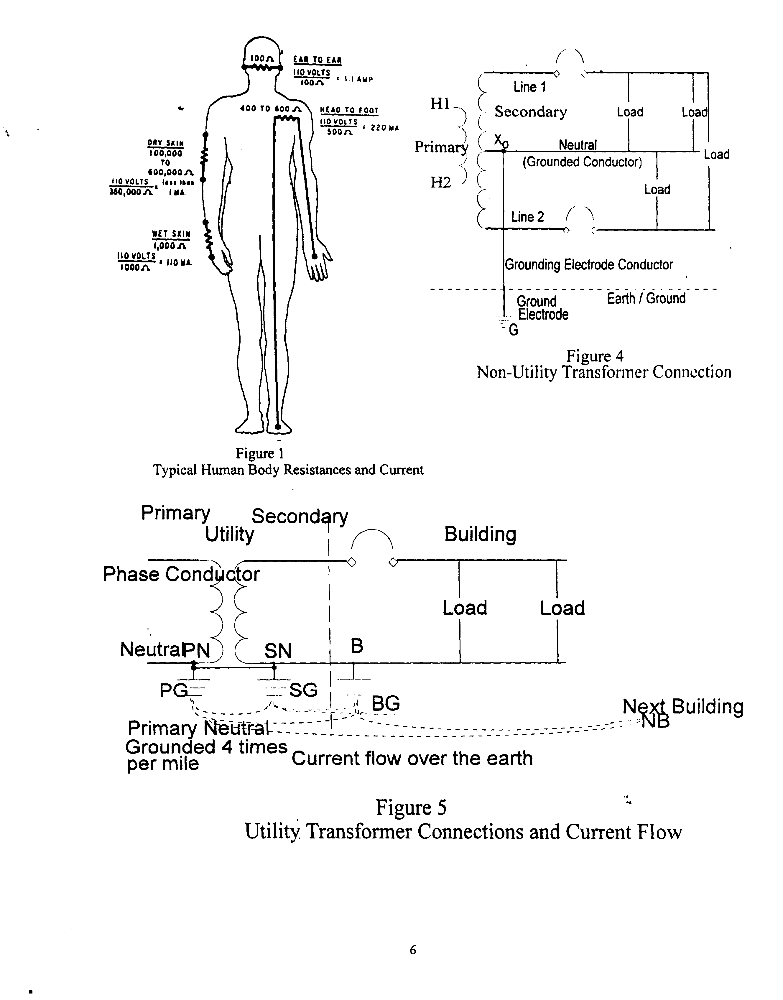 100Ω
EAR TO EAR
110 VOLTS
100Ω
= 1.1 AMP
400 TO 600 Ω
HEAD TO FOOT
110 VOLTS
500Ω
= 220 MA.
DRY SKIN
100,000
TO
600,000Ω
110 VOLTS
350,000Ω
= less then
1 MA.
WET SKIN
1,000Ω
110 VOLTS
1000Ω
= 110 MA.
Figure 1
Typical Human Body Resistances and Current
Line 1
H1
Secondary
Load
Load
Primary
X0
Neutral
(Grounded Conductor)
Load
H2
Load
Line 2
Grounding Electrode Conductor
Earth / Ground
Ground
Electrode
G
Figure 4
Non-Utility Transformer Connection
Primary
Secondary
Utility
Building
Phase Conductor
Load
Load
Neutral
PN
SN
B
PG
SG
BG
Next Building
NB
Primary Neutral
Grounded 4 times
per mile
Current flow over the earth
Figure 5
Utility Transformer Connections and Current Flow
6